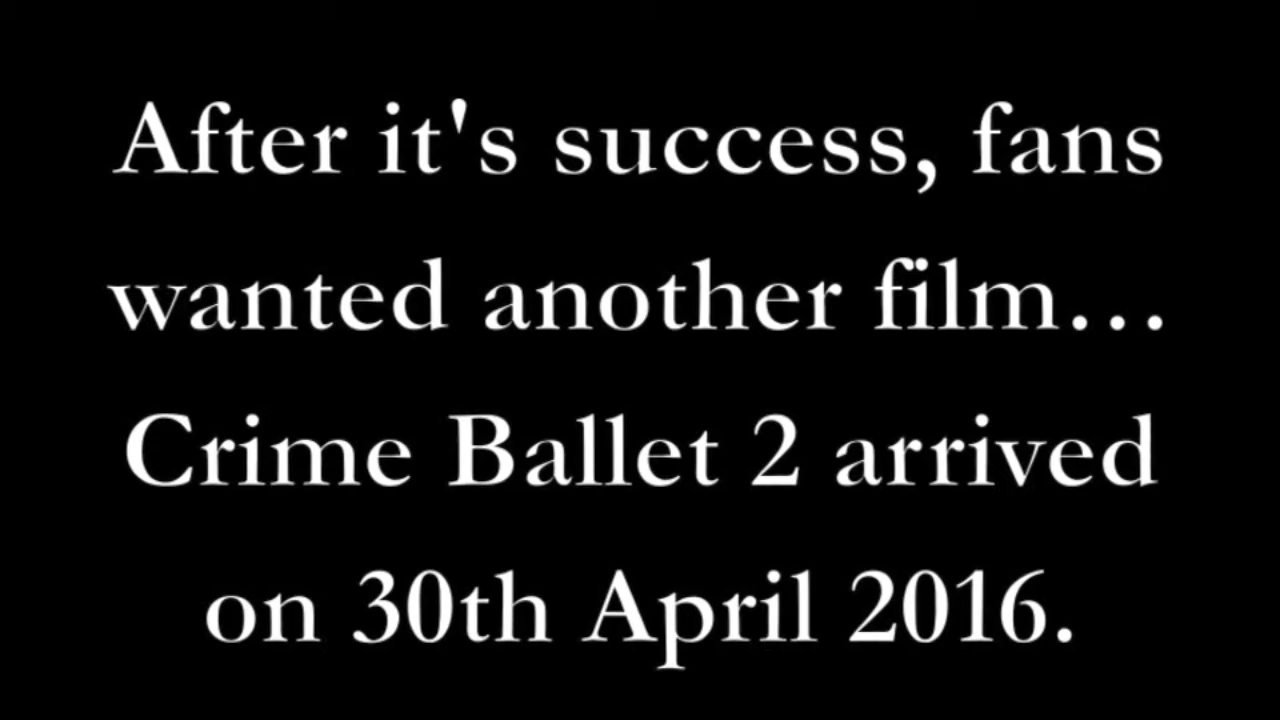 After it's success, fans
wanted another film...
Crime Ballet 2 arrived
on 30th April 2016.